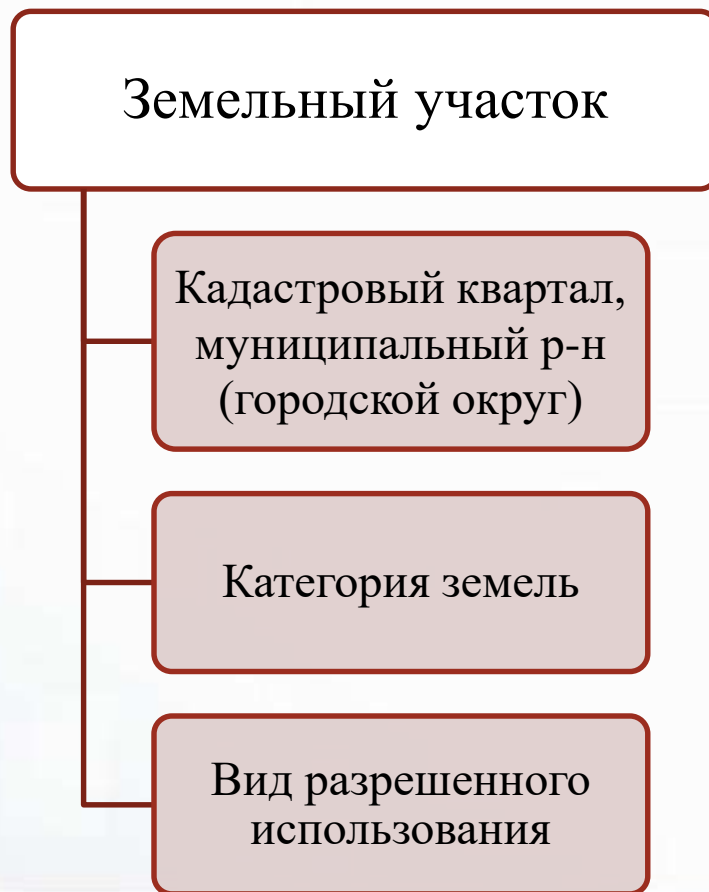 Земельный участок
Кадастровый квартал,
муниципальный р-н
(городской округ)
Категория земель
Вид разрешенного
использования